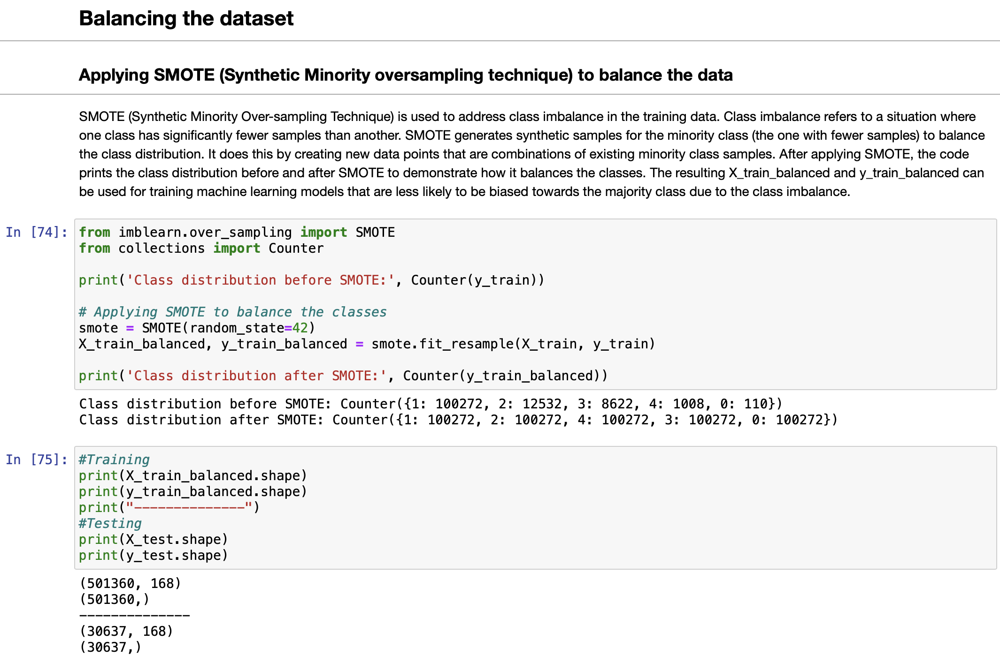 Balancing the dataset
Applying SMOTE (Synthetic Minority oversampling technique) to balance the data
SMOTE (Synthetic Minority Over-sampling Technique) is used to address class imbalance in the training data. Class imbalance refers to a situation where
one class has significantly fewer samples than another. SMOTE generates synthetic samples for the minority class (the one with fewer samples) to balance
the class distribution. It does this by creating new data points that are combinations of existing minority class samples. After applying SMOTE, the code
prints the class distribution before and after SMOTE to demonstrate how it balances the classes. The resulting X_train_balanced and y_train_balanced can
be used for training machine learning models that are less likely to be biased towards the majority class due to the class imbalance.
In [74]: from imblearn.over_sampling import SMOTE
from collections import Counter
print('Class distribution before SMOTE:', Counter(y_train))
# Applying SMOTE to balance the classes
smote = SMOTE(random_state=42)
X_train_balanced, y_train_balanced = smote.fit_resample(X_train, y_train)
print('Class distribution after SMOTE:', Counter(y_train_balanced))
Class distribution before SMOTE: Counter({1: 100272, 2: 12532, 3: 8622, 4: 1008, 0: 110})
Class distribution after SMOTE: Counter({1: 100272, 2: 100272, 4: 100272, 3: 100272, 0: 100272})
In [75]: #Training
print(X_train_balanced.shape)
print(y_train_balanced.shape)
print("--------------")
#Testing
print(X_test.shape)
print(y_test.shape)
(501360, 168)
(501360,)
--------------
(30637, 168)
(30637,)